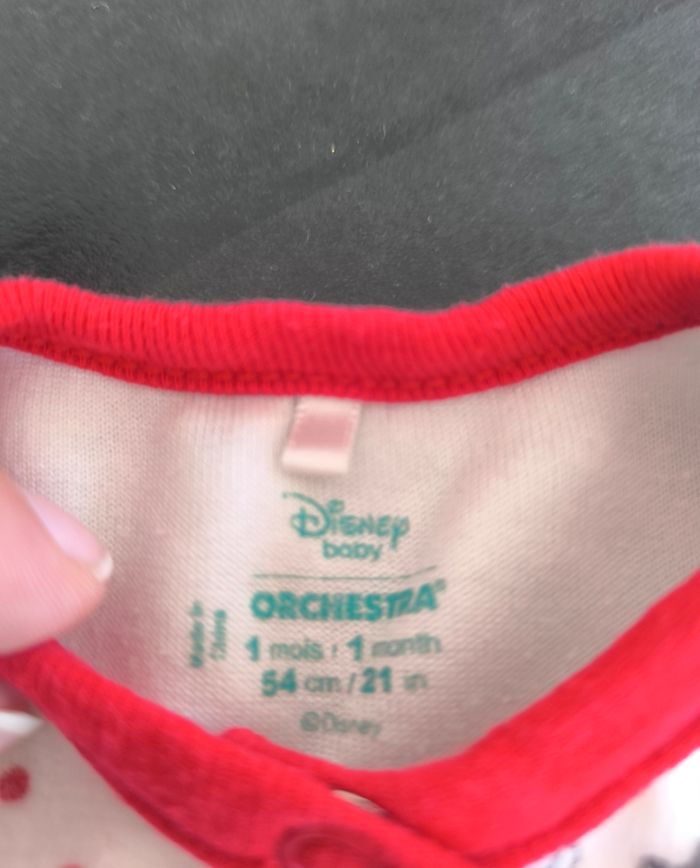 Disney
baby
ORCHESTRA®
Made in
China
1 mois / 1 month
54 cm / 21 in
©Disney